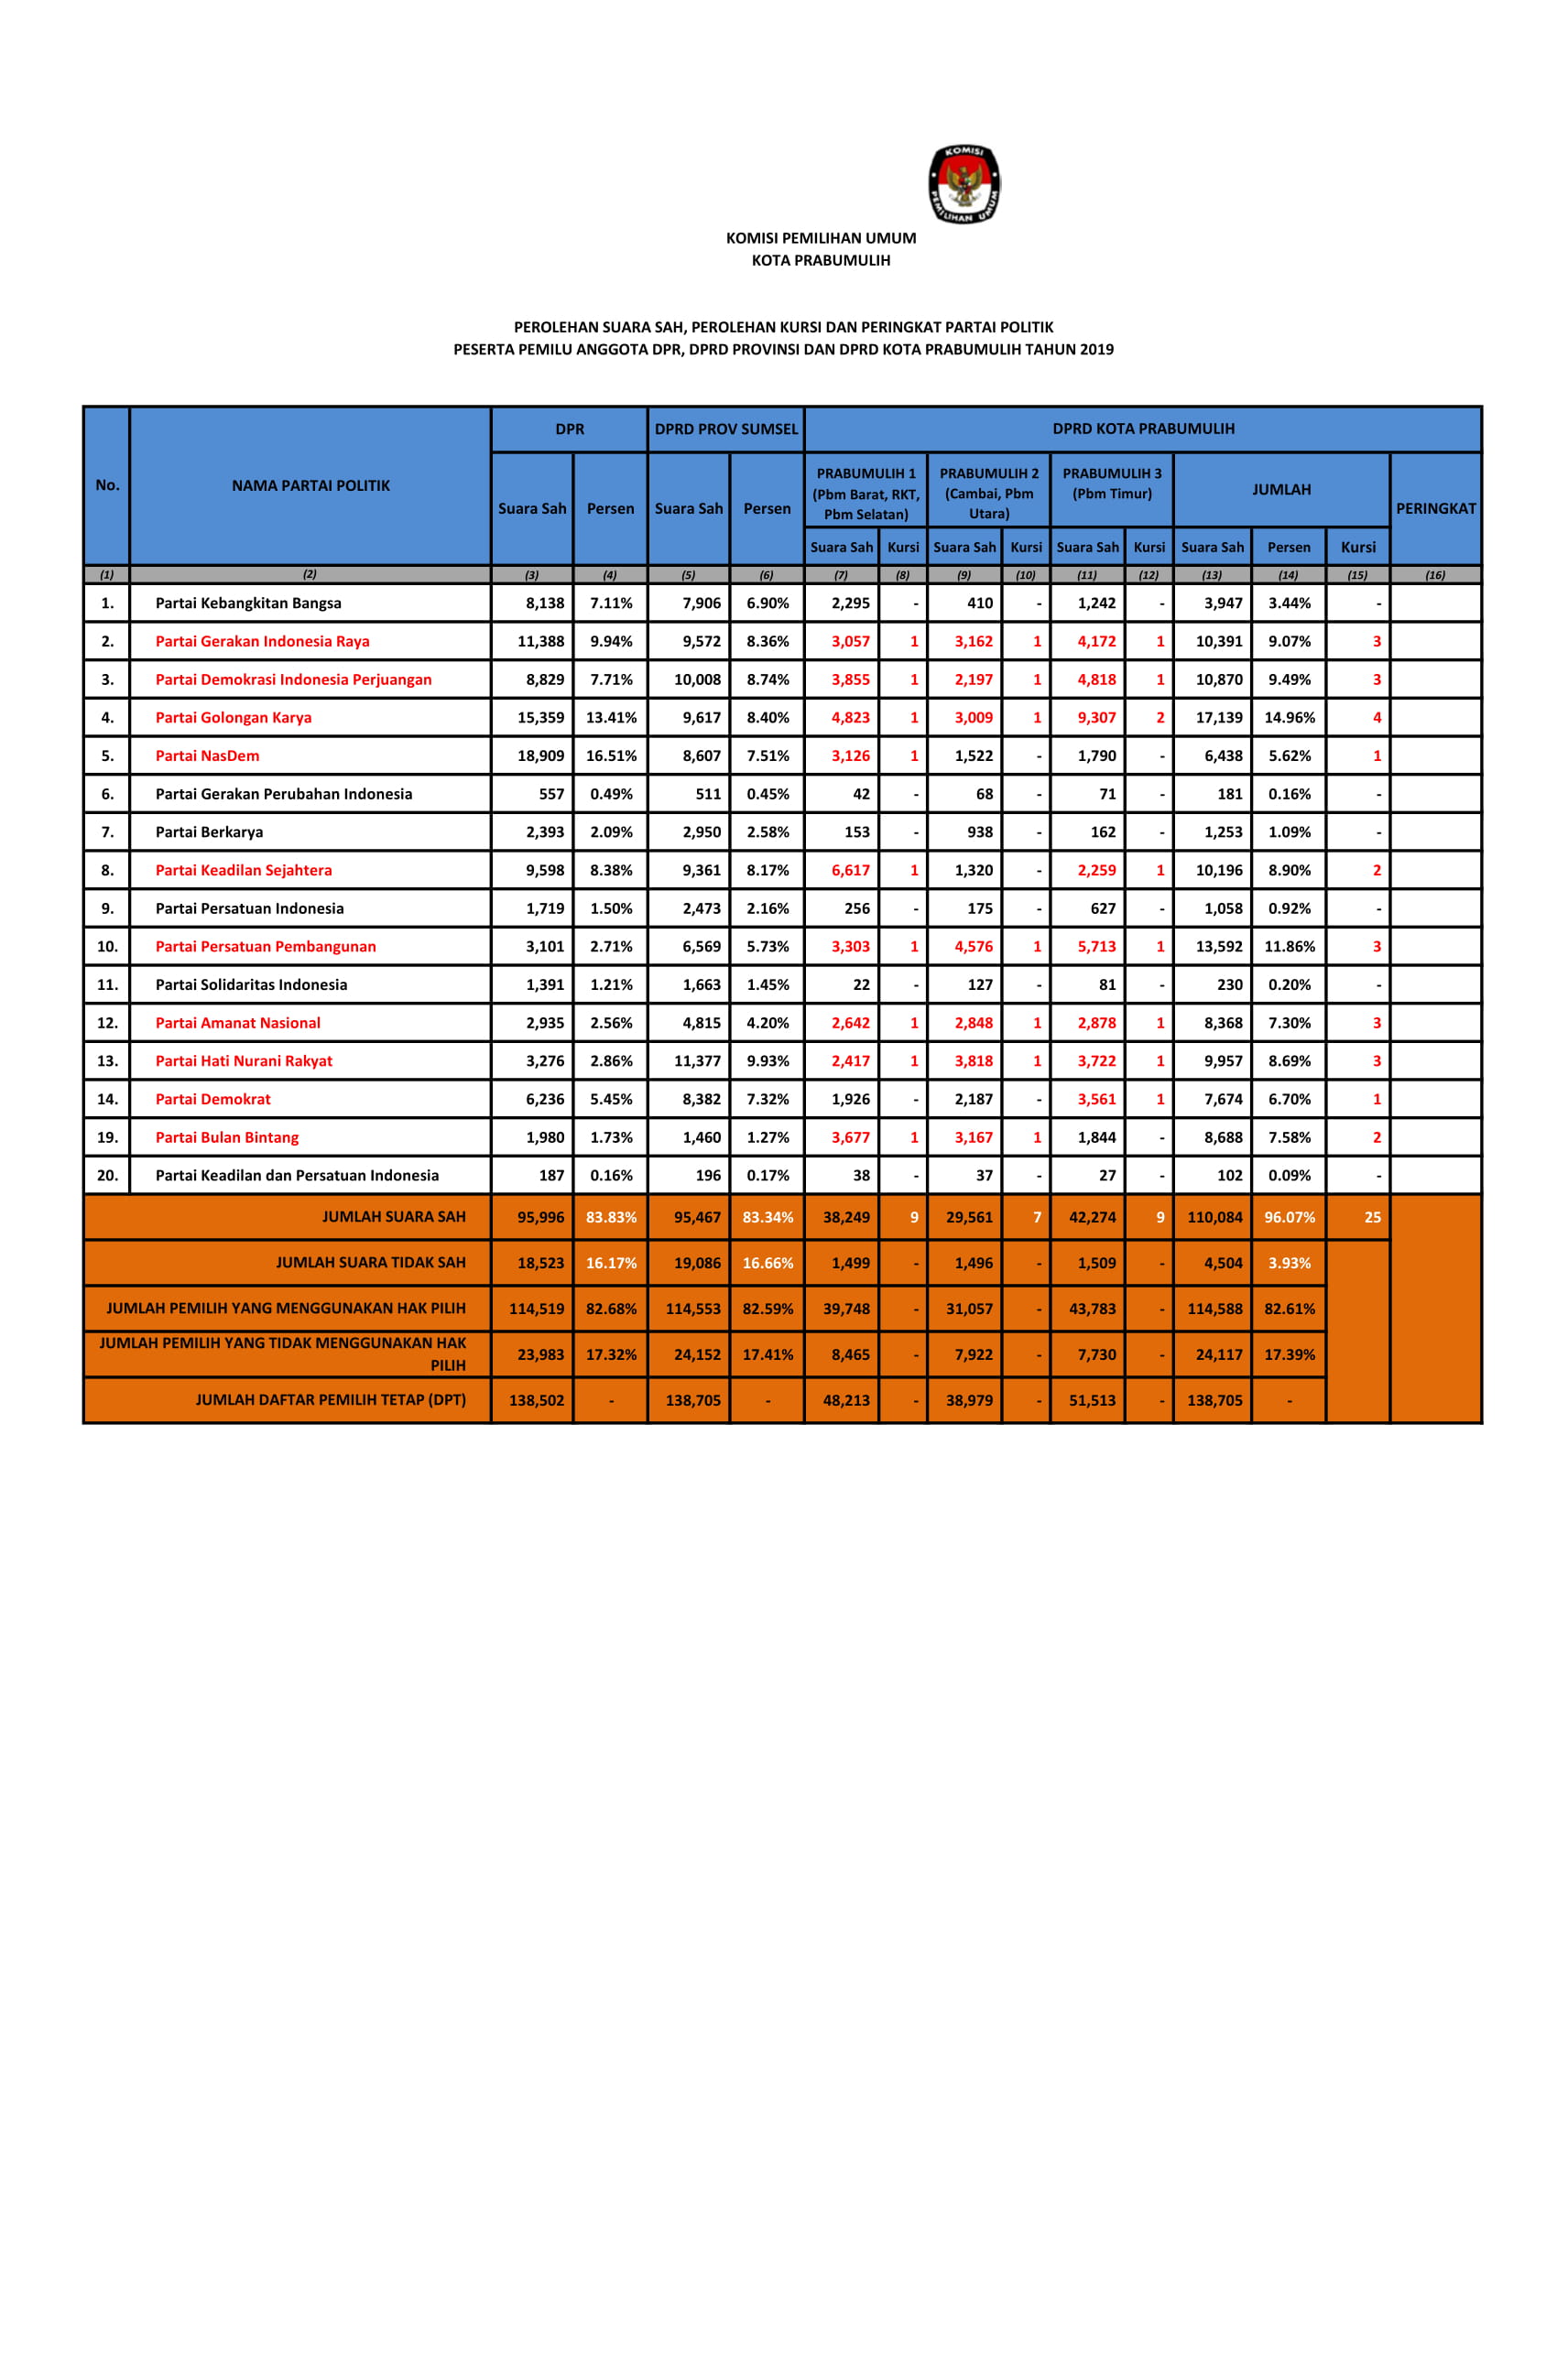 KOMISI
PEMILIHAN UMUM
KOMISI PEMILIHAN UMUM
KOTA PRABUMULIH
PEROLEHAN SUARA SAH, PEROLEHAN KURSI DAN PERINGKAT PARTAI POLITIK
PESERTA PEMILU ANGGOTA DPR, DPRD PROVINSI DAN DPRD KOTA PRABUMULIH TAHUN 2019
No. NAMA PARTAI POLITIK DPR DPRD PROV SUMSEL DPRD KOTA PRABUMULIH
Suara Sah Persen Suara Sah Persen PRABUMULIH 1 (Pbm Barat, RKT, Pbm Selatan) PRABUMULIH 2 (Cambai, Pbm Utara) PRABUMULIH 3 (Pbm Timur) JUMLAH PERINGKAT
Suara Sah Kursi Suara Sah Kursi Suara Sah Kursi Suara Sah Persen Kursi
(1) (2) (3) (4) (5) (6) (7) (8) (9) (10) (11) (12) (13) (14) (15) (16)
1. Partai Kebangkitan Bangsa 8,138 7.11% 7,906 6.90% 2,295 - 410 - 1,242 - 3,947 3.44% -
2. Partai Gerakan Indonesia Raya 11,388 9.94% 9,572 8.36% 3,057 1 3,162 1 4,172 1 10,391 9.07% 3
3. Partai Demokrasi Indonesia Perjuangan 8,829 7.71% 10,008 8.74% 3,855 1 2,197 1 4,818 1 10,870 9.49% 3
4. Partai Golongan Karya 15,359 13.41% 9,617 8.40% 4,823 1 3,009 1 9,307 2 17,139 14.96% 4
5. Partai NasDem 18,909 16.51% 8,607 7.51% 3,126 1 1,522 - 1,790 - 6,438 5.62% 1
6. Partai Gerakan Perubahan Indonesia 557 0.49% 511 0.45% 42 - 68 - 71 - 181 0.16% -
7. Partai Berkarya 2,393 2.09% 2,950 2.58% 153 - 938 - 162 - 1,253 1.09% -
8. Partai Keadilan Sejahtera 9,598 8.38% 9,361 8.17% 6,617 1 1,320 - 2,259 1 10,196 8.90% 2
9. Partai Persatuan Indonesia 1,719 1.50% 2,473 2.16% 256 - 175 - 627 - 1,058 0.92% -
10. Partai Persatuan Pembangunan 3,101 2.71% 6,569 5.73% 3,303 1 4,576 1 5,713 1 13,592 11.86% 3
11. Partai Solidaritas Indonesia 1,391 1.21% 1,663 1.45% 22 - 127 - 81 - 230 0.20% -
12. Partai Amanat Nasional 2,935 2.56% 4,815 4.20% 2,642 1 2,848 1 2,878 1 8,368 7.30% 3
13. Partai Hati Nurani Rakyat 3,276 2.86% 11,377 9.93% 2,417 1 3,818 1 3,722 1 9,957 8.69% 3
14. Partai Demokrat 6,236 5.45% 8,382 7.32% 1,926 - 2,187 - 3,561 1 7,674 6.70% 1
19. Partai Bulan Bintang 1,980 1.73% 1,460 1.27% 3,677 1 3,167 1 1,844 - 8,688 7.58% 2
20. Partai Keadilan dan Persatuan Indonesia 187 0.16% 196 0.17% 38 - 37 - 27 - 102 0.09% -
JUMLAH SUARA SAH 95,996 83.83% 95,467 83.34% 38,249 9 29,561 7 42,274 9 110,084 96.07% 25
JUMLAH SUARA TIDAK SAH 18,523 16.17% 19,086 16.66% 1,499 - 1,496 - 1,509 - 4,504 3.93%
JUMLAH PEMILIH YANG MENGGUNAKAN HAK PILIH 114,519 82.68% 114,553 82.59% 39,748 - 31,057 - 43,783 - 114,588 82.61%
JUMLAH PEMILIH YANG TIDAK MENGGUNAKAN HAK PILIH 23,983 17.32% 24,152 17.41% 8,465 - 7,922 - 7,730 - 24,117 17.39%
JUMLAH DAFTAR PEMILIH TETAP (DPT) 138,502 - 138,705 - 48,213 - 38,979 - 51,513 - 138,705 -